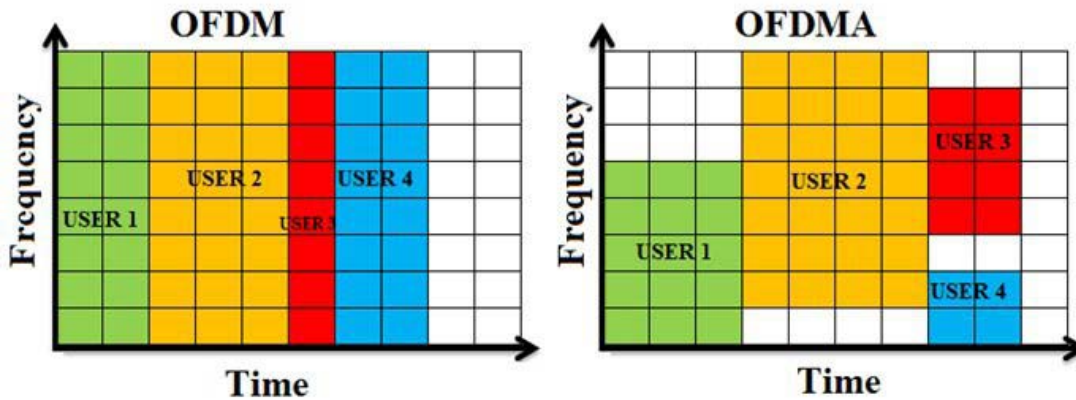 OFDM
Frequency
USER 1
USER 2
USER 3
USER 4
Time
OFDMA
Frequency
USER 1
USER 2
USER 3
USER 4
Time